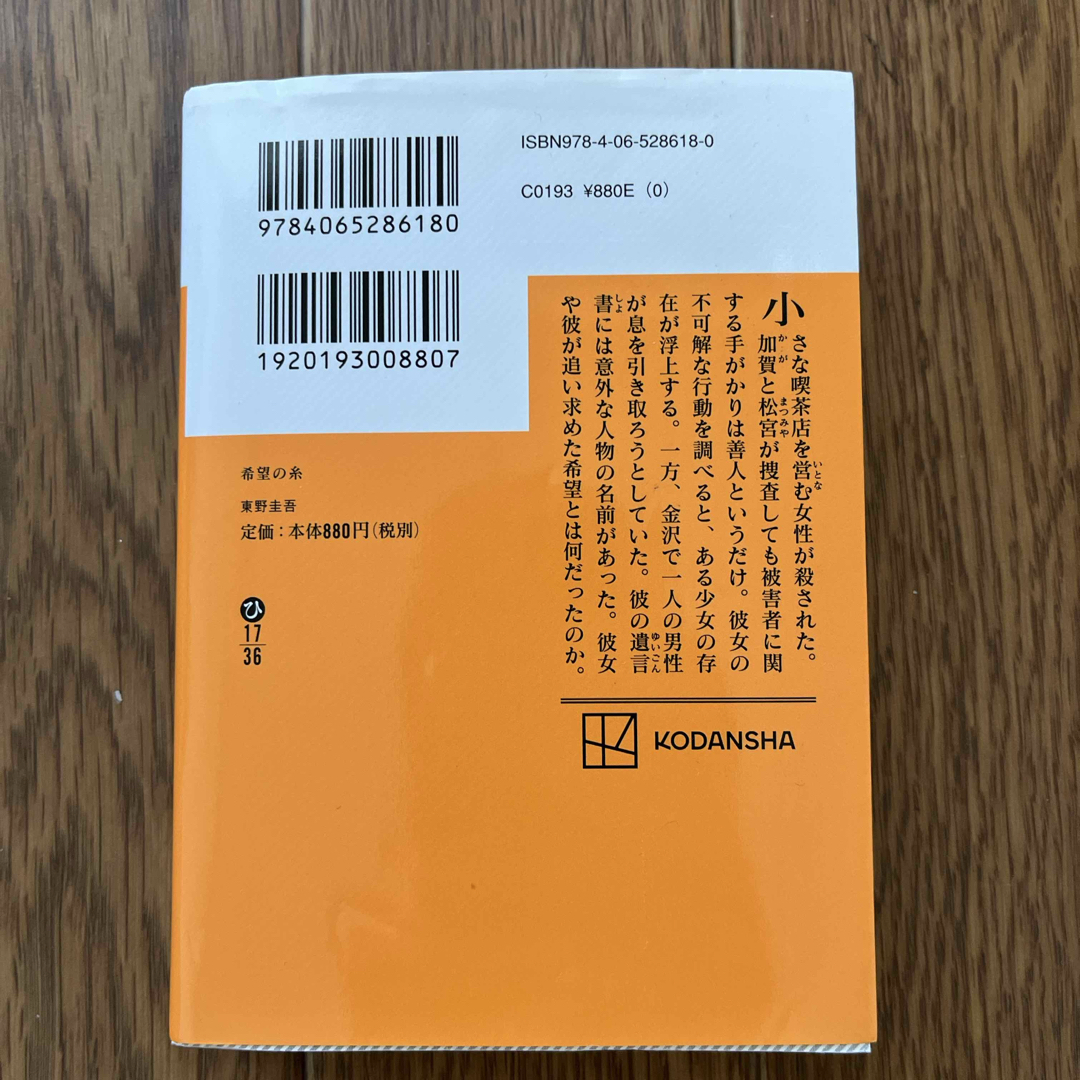 ISBN978-4-06-528618-0
C0193 ¥880E (0)
9784065286180
1920193008807
希望の糸
東野圭吾
定価：本体880円(税別)
ひ
17
36
小さな喫茶店を営む女性が殺された。
加賀と松宮が捜査しても被害者に関
する手がかりは善人というだけ。彼女の
不可解な行動を調べると、ある少女の存
在が浮上する。一方、金沢で一人の男性
が息を引き取ろうとしていた。彼の遺言
書には意外な人物の名前があった。彼女
や彼が追い求めた希望とは何だったのか。
KODANSHA